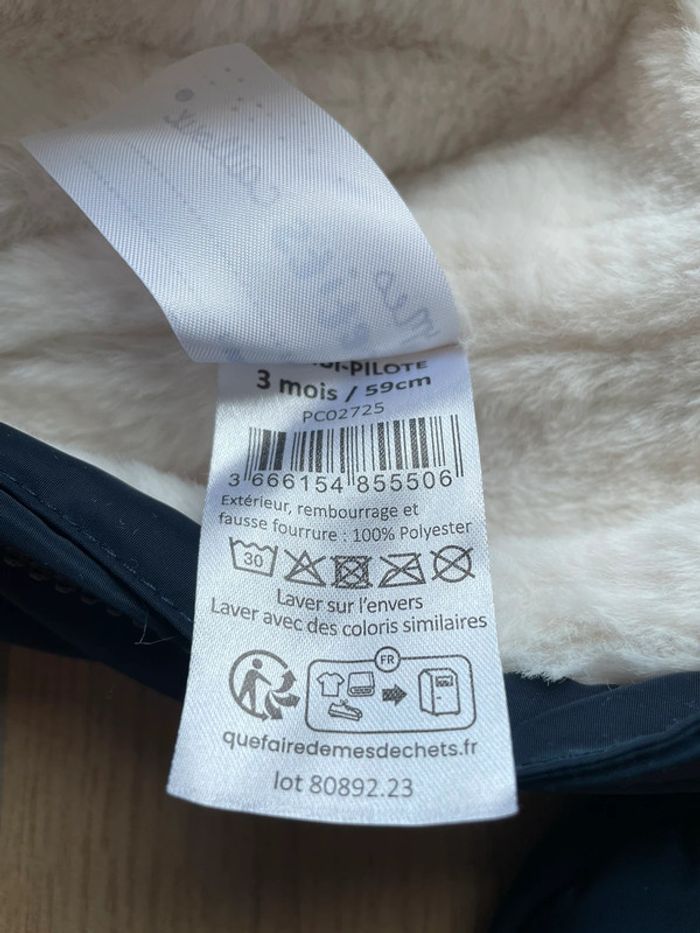 -PILOTE
3 mois / 59cm
PC02725
3 666154 855506
Extérieur, rembourrage et
fausse fourrure : 100% Polyester
30
Laver sur l'envers
Laver avec des coloris similaires
FR
quefairedemesdechets.fr
lot 80892.23